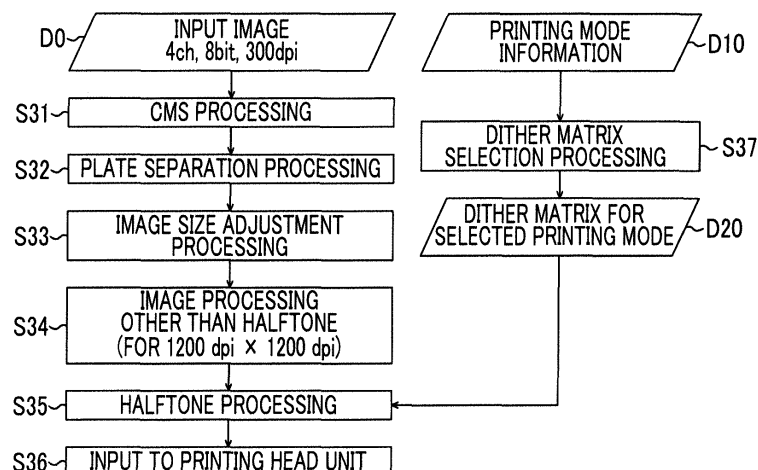 D0
INPUT IMAGE
4ch, 8bit, 300dpi
S31
CMS PROCESSING
S32
PLATE SEPARATION PROCESSING
S33
IMAGE SIZE ADJUSTMENT
PROCESSING
S34
IMAGE PROCESSING
OTHER THAN HALFTONE
(FOR 1200 dpi × 1200 dpi)
S35
HALFTONE PROCESSING
S36
INPUT TO PRINTING HEAD UNIT
PRINTING MODE
INFORMATION
D10
DITHER MATRIX
SELECTION PROCESSING
S37
DITHER MATRIX FOR
SELECTED PRINTING MODE
D20